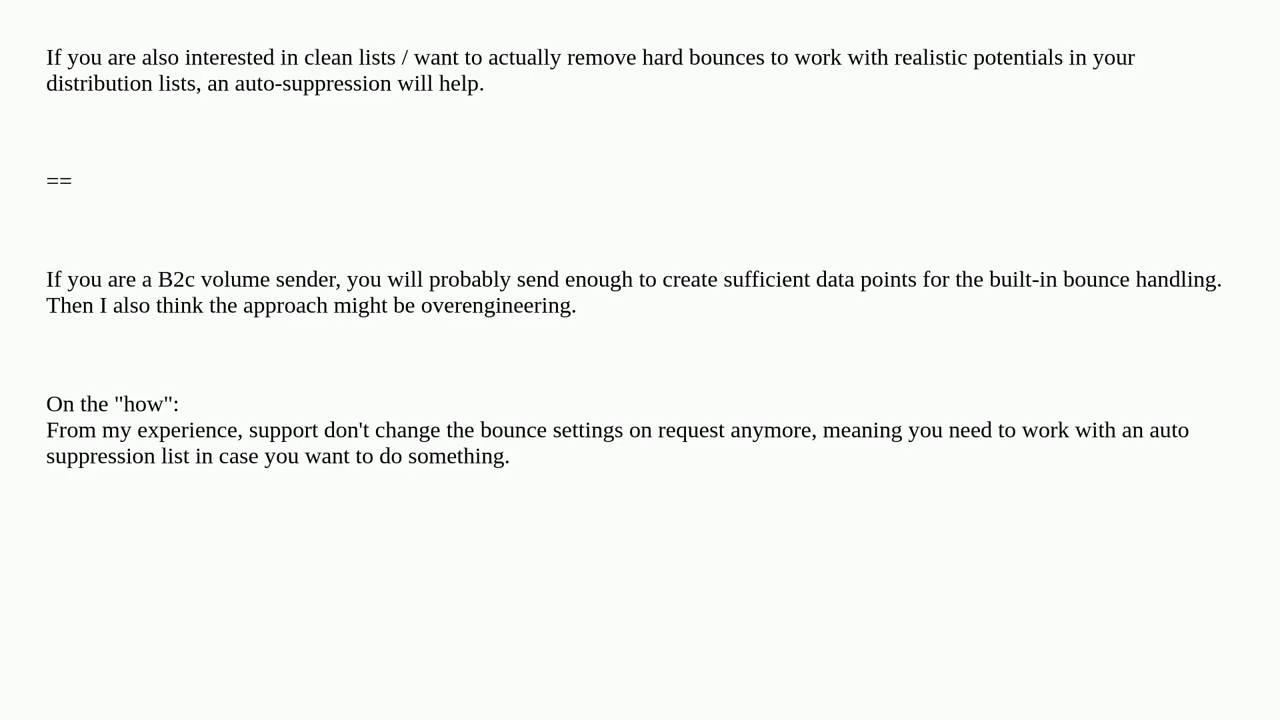 If you are also interested in clean lists / want to actually remove hard bounces to work with realistic potentials in your
distribution lists, an auto-suppression will help.
==
If you are a B2c volume sender, you will probably send enough to create sufficient data points for the built-in bounce handling.
Then I also think the approach might be overengineering.
On the "how":
From my experience, support don't change the bounce settings on request anymore, meaning you need to work with an auto
suppression list in case you want to do something.